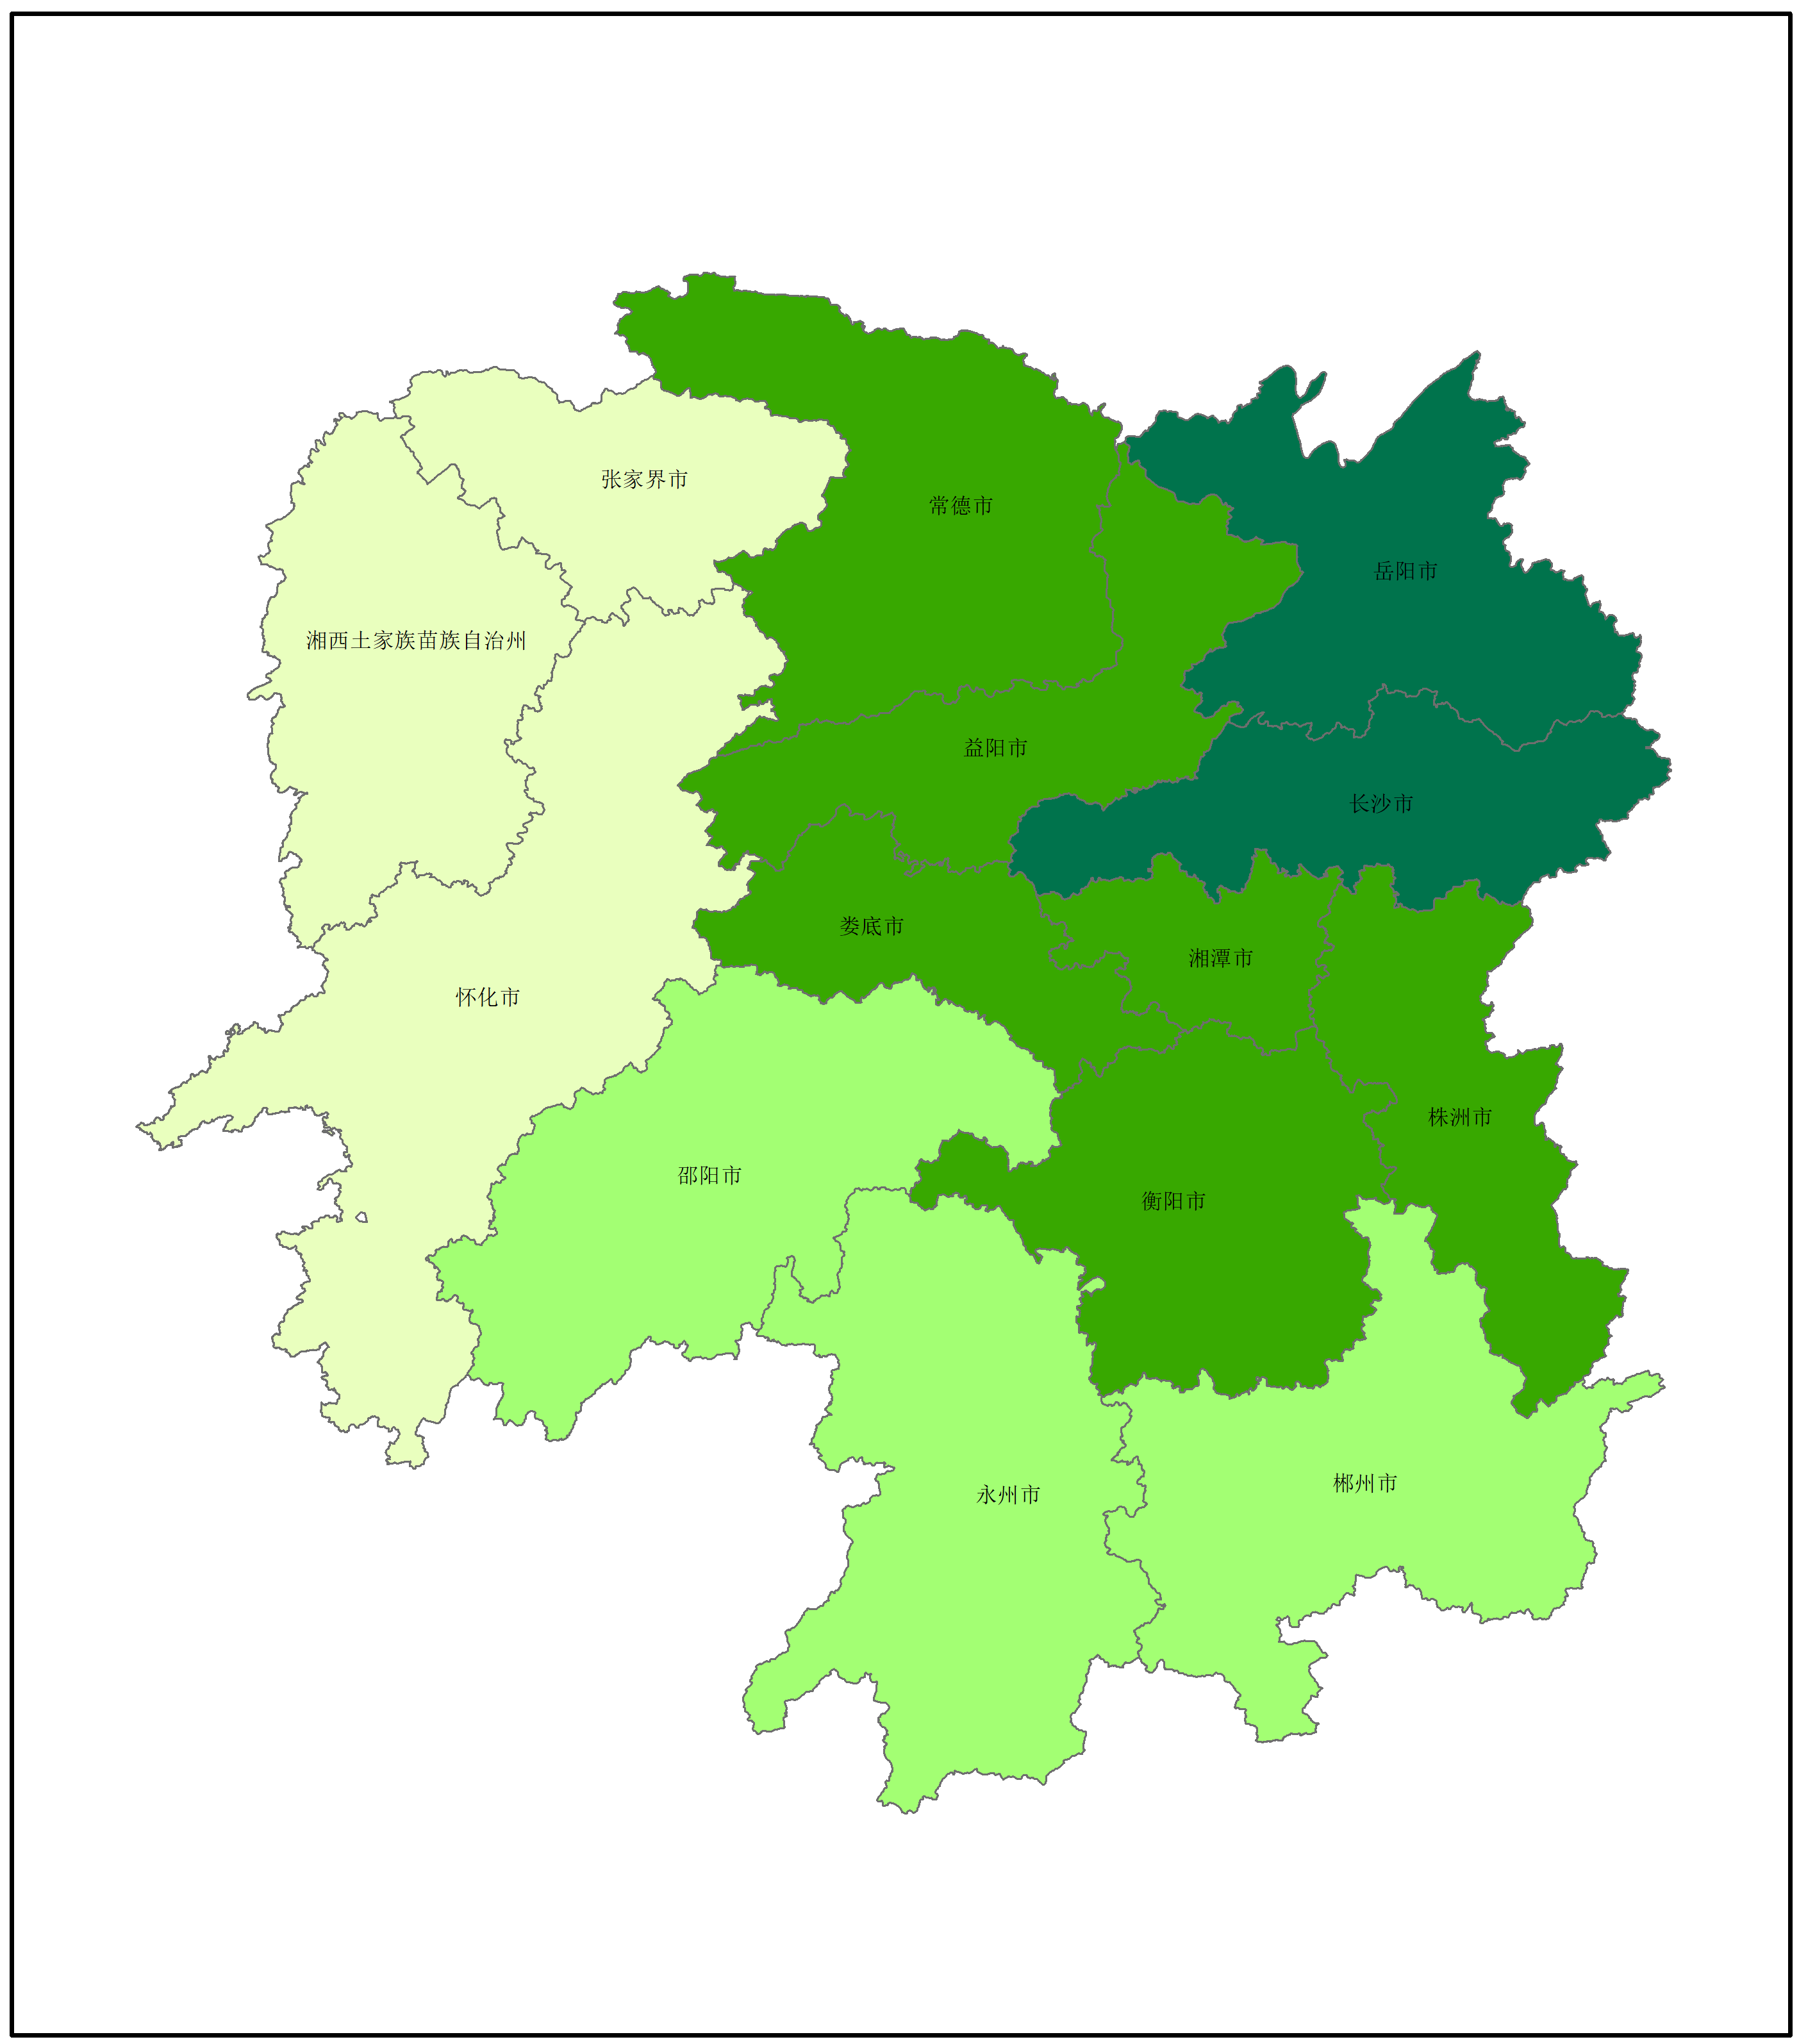 张家界市
常德市
岳阳市
湘西土家族苗族自治州
益阳市
长沙市
娄底市
湘潭市
怀化市
株洲市
邵阳市
衡阳市
郴州市
永州市